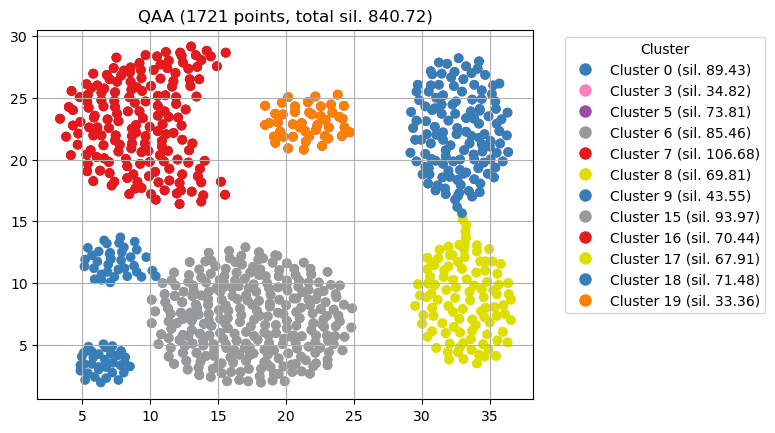 QAA (1721 points, total sil. 840.72)
30
25
20
15
10
5
5
10
15
20
25
30
35
Cluster
Cluster 0 (sil. 89.43)
Cluster 3 (sil. 34.82)
Cluster 5 (sil. 73.81)
Cluster 6 (sil. 85.46)
Cluster 7 (sil. 106.68)
Cluster 8 (sil. 69.81)
Cluster 9 (sil. 43.55)
Cluster 15 (sil. 93.97)
Cluster 16 (sil. 70.44)
Cluster 17 (sil. 67.91)
Cluster 18 (sil. 71.48)
Cluster 19 (sil. 33.36)